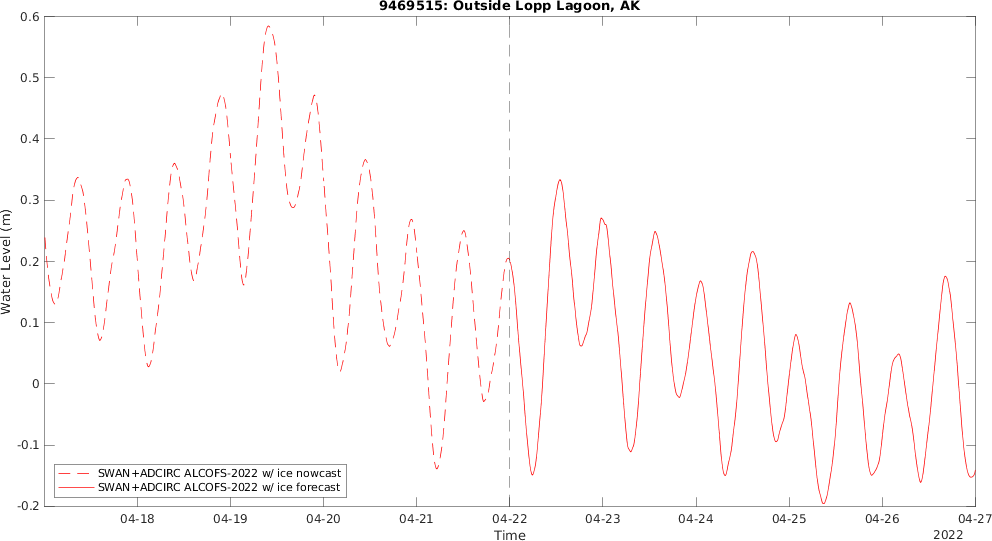 9469515: Outside Lopp Lagoon, AK
0.6
0.5
0.4
0.3
0.2
0.1
0
-0.1
-0.2
Water Level (m)
SWAN+ADCIRC ALCOFS-2022 w/ ice nowcast
SWAN+ADCIRC ALCOFS-2022 w/ ice forecast
04-18 04-19 04-20 04-21 04-22 04-23 04-24 04-25 04-26 04-27
Time
2022